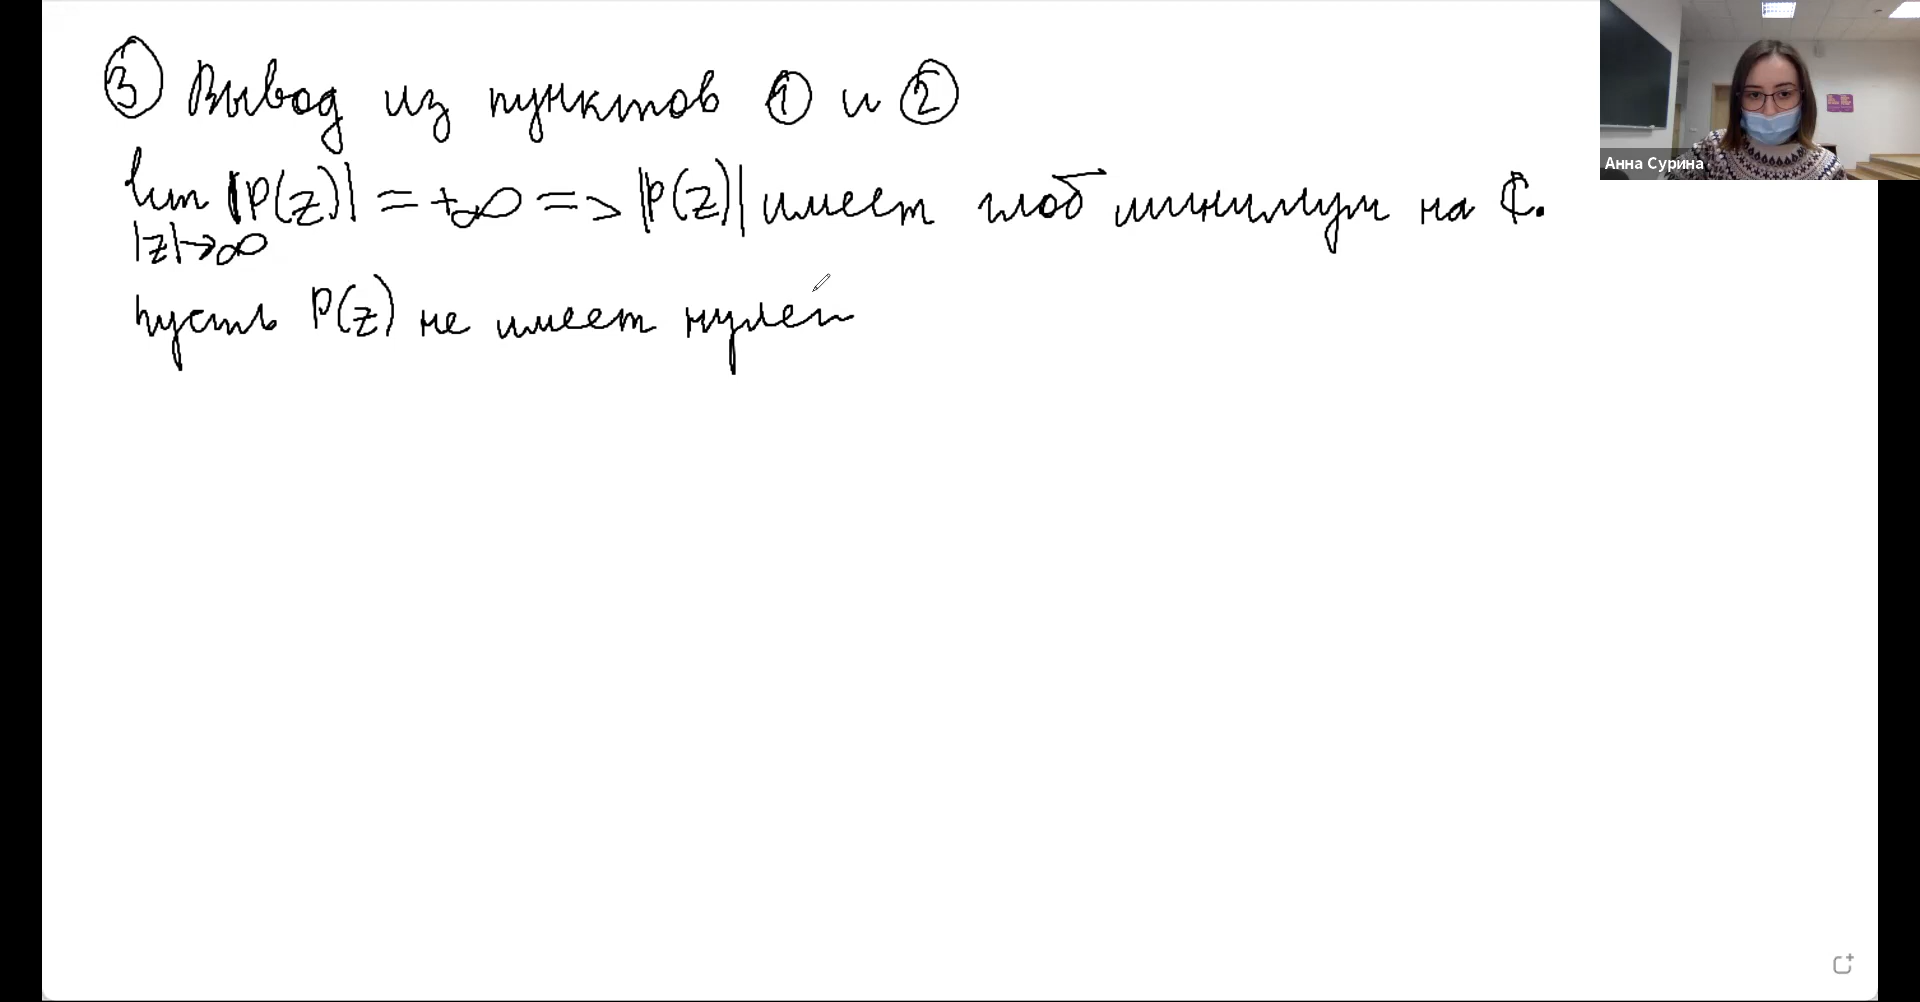 ③ Вывод из пунктов ① и ②
lim |P(z)| = +∞ => |P(z)| имеет глоб минимум на ℂ.
|z|→∞
пусть P(z) не имеет нулей
Анна Сурина